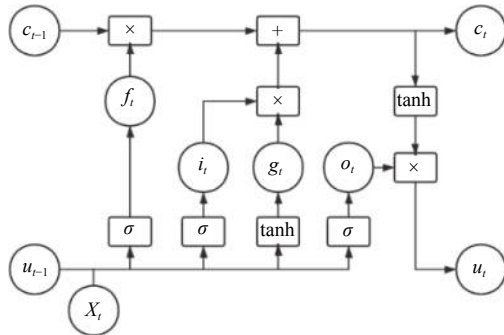 c_{t-1} × + c_t
f_t × tanh
i_t g_t o_t ×
σ σ tanh σ
u_{t-1} u_t
X_t